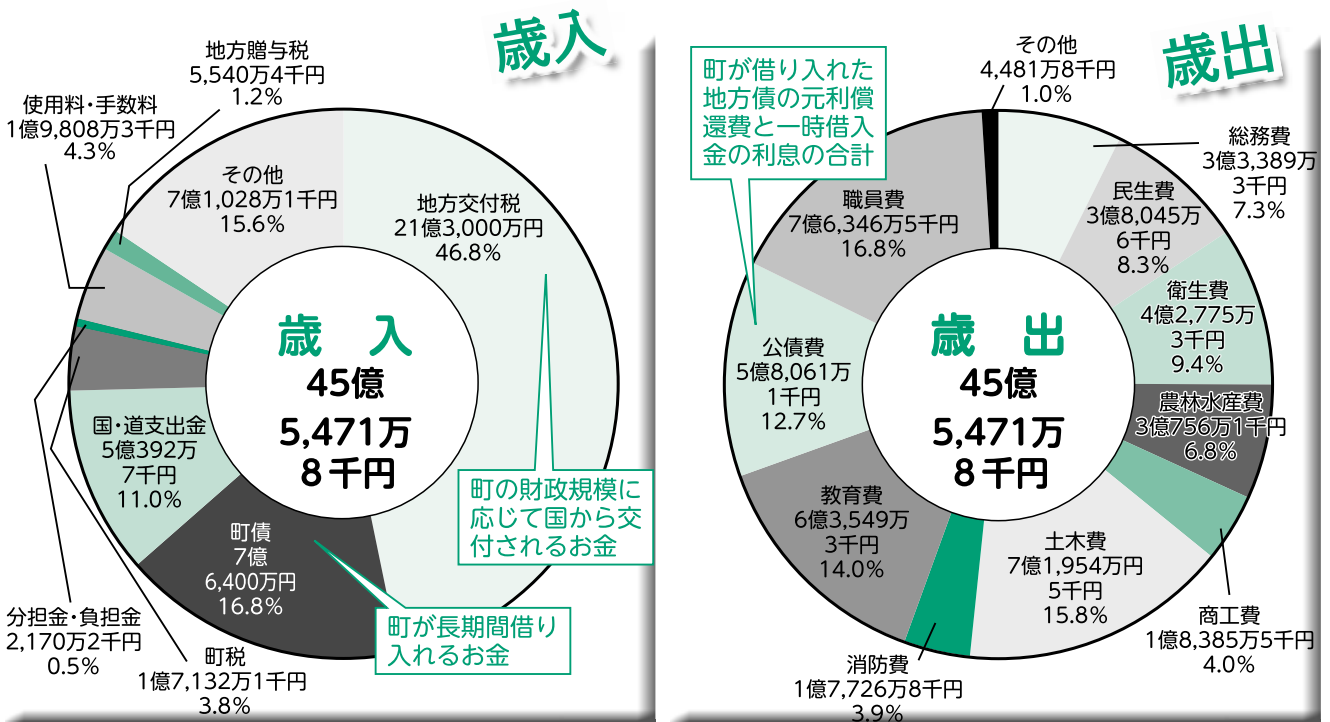 歳入
地方贈与税
5,540万4千円
1.2%
使用料・手数料
1億9,808万3千円
4.3%
その他
7億1,028万1千円
15.6%
地方交付税
21億3,000万円
46.8%
歳 入
45億
5,471万
8千円
国・道支出金
5億392万
7千円
11.0%
町債
7億
6,400万円
16.8%
町の財政規模に
応じて国から交
付されるお金
町が長期間借り
入れるお金
分担金・負担金
2,170万2千円
0.5%
町税
1億7,132万1千円
3.8%
歳出
町が借り入れた
地方債の元利償
還費と一時借入
金の利息の合計
その他
4,481万8千円
1.0%
総務費
3億3,389万
3千円
7.3%
民生費
3億8,045万
6千円
8.3%
衛生費
4億2,775万
3千円
9.4%
農林水産費
3億756万1千円
6.8%
職員費
7億6,346万5千円
16.8%
公債費
5億8,061万
1千円
12.7%
歳 出
45億
5,471万
8千円
教育費
6億3,549万
3千円
14.0%
土木費
7億1,954万円
5千円
15.8%
商工費
1億8,385万5千円
4.0%
消防費
1億7,726万8千円
3.9%